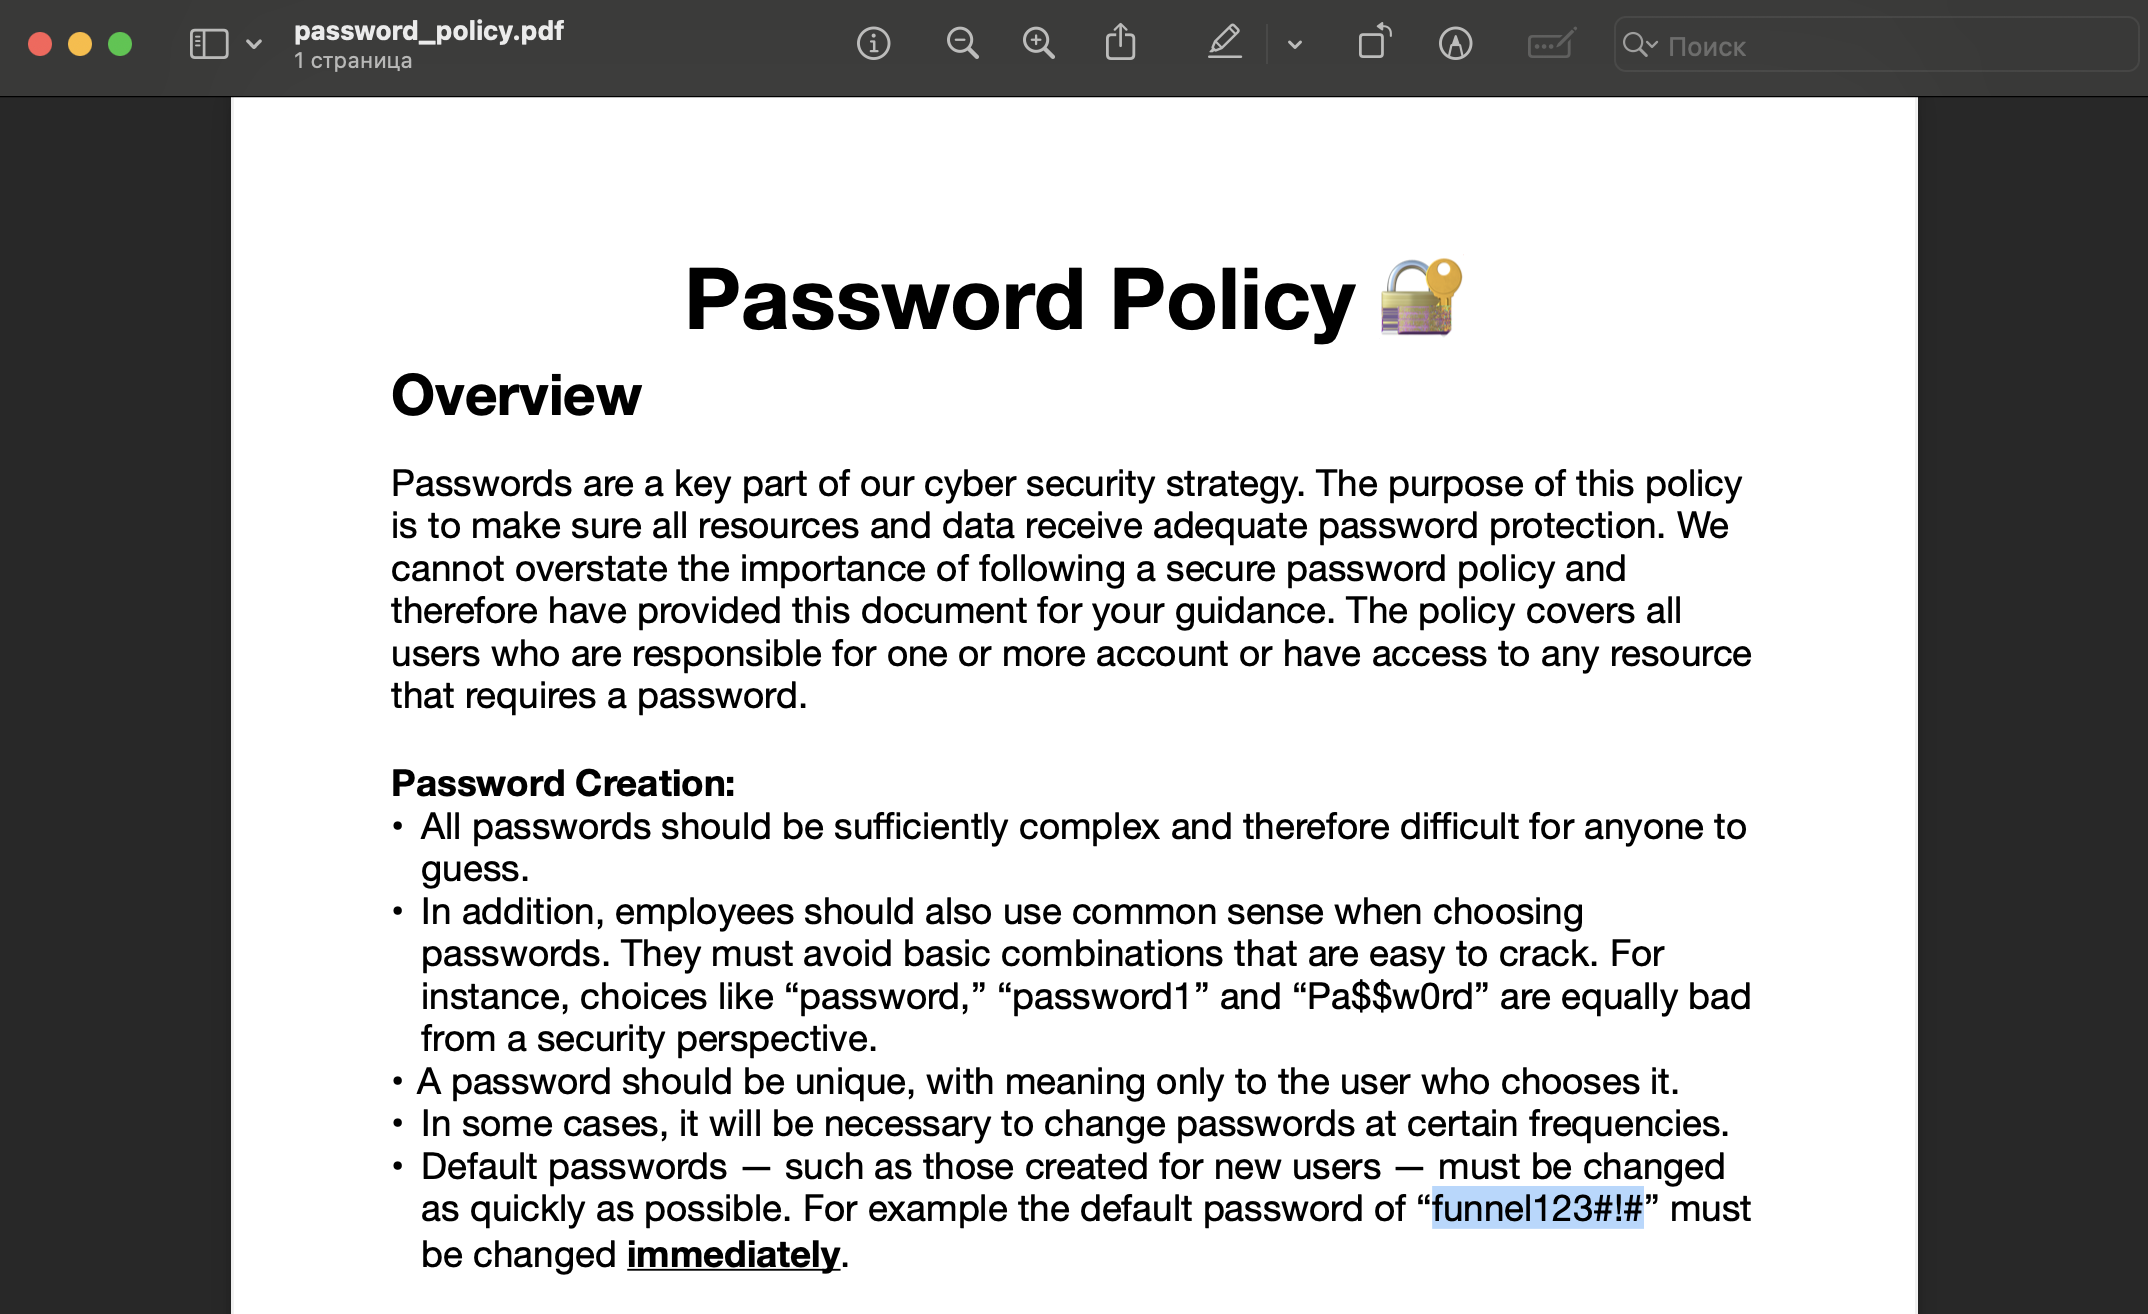 password_policy.pdf
1 страница
Поиск
Password Policy 🔐
Overview
Passwords are a key part of our cyber security strategy. The purpose of this policy
is to make sure all resources and data receive adequate password protection. We
cannot overstate the importance of following a secure password policy and
therefore have provided this document for your guidance. The policy covers all
users who are responsible for one or more account or have access to any resource
that requires a password.
Password Creation:
• All passwords should be sufficiently complex and therefore difficult for anyone to
guess.
• In addition, employees should also use common sense when choosing
passwords. They must avoid basic combinations that are easy to crack. For
instance, choices like “password,” “password1” and “Pa$$w0rd” are equally bad
from a security perspective.
• A password should be unique, with meaning only to the user who chooses it.
• In some cases, it will be necessary to change passwords at certain frequencies.
• Default passwords — such as those created for new users — must be changed
as quickly as possible. For example the default password of “funnel123#!#” must
be changed immediately.